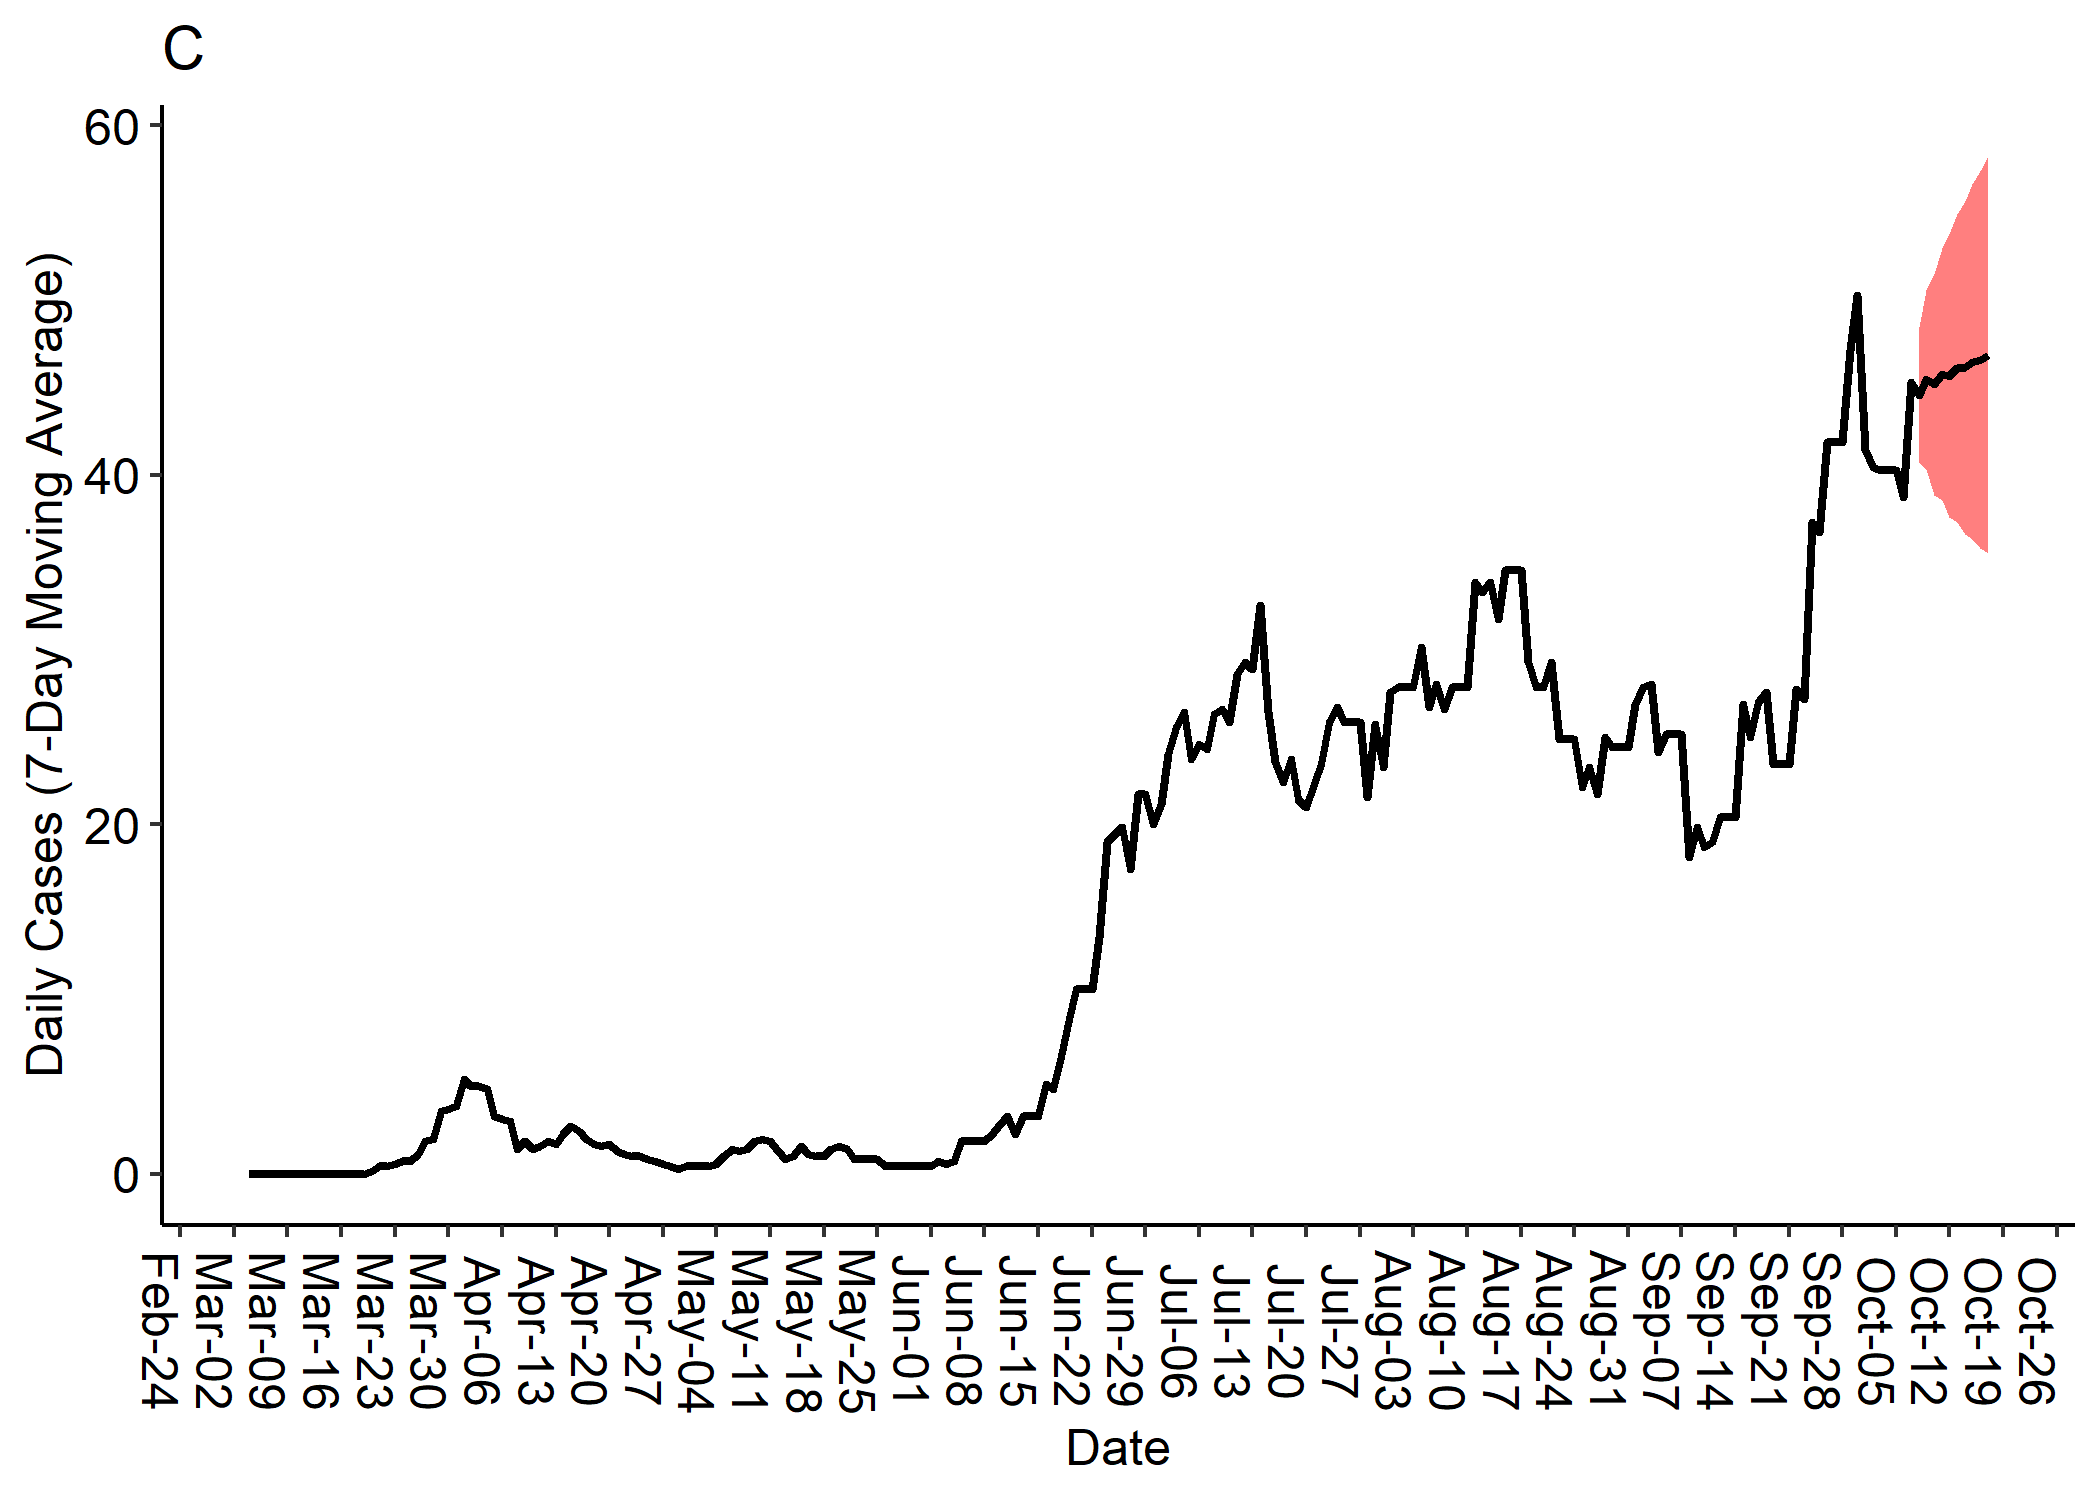 C
Daily Cases (7-Day Moving Average)
60
40
20
0
Feb-24
Mar-02
Mar-09
Mar-16
Mar-23
Mar-30
Apr-06
Apr-13
Apr-20
Apr-27
May-04
May-11
May-18
May-25
Jun-01
Jun-08
Jun-15
Jun-22
Jun-29
Jul-06
Jul-13
Jul-20
Jul-27
Aug-03
Aug-10
Aug-17
Aug-24
Aug-31
Sep-07
Sep-14
Sep-21
Sep-28
Oct-05
Oct-12
Oct-19
Oct-26
Date